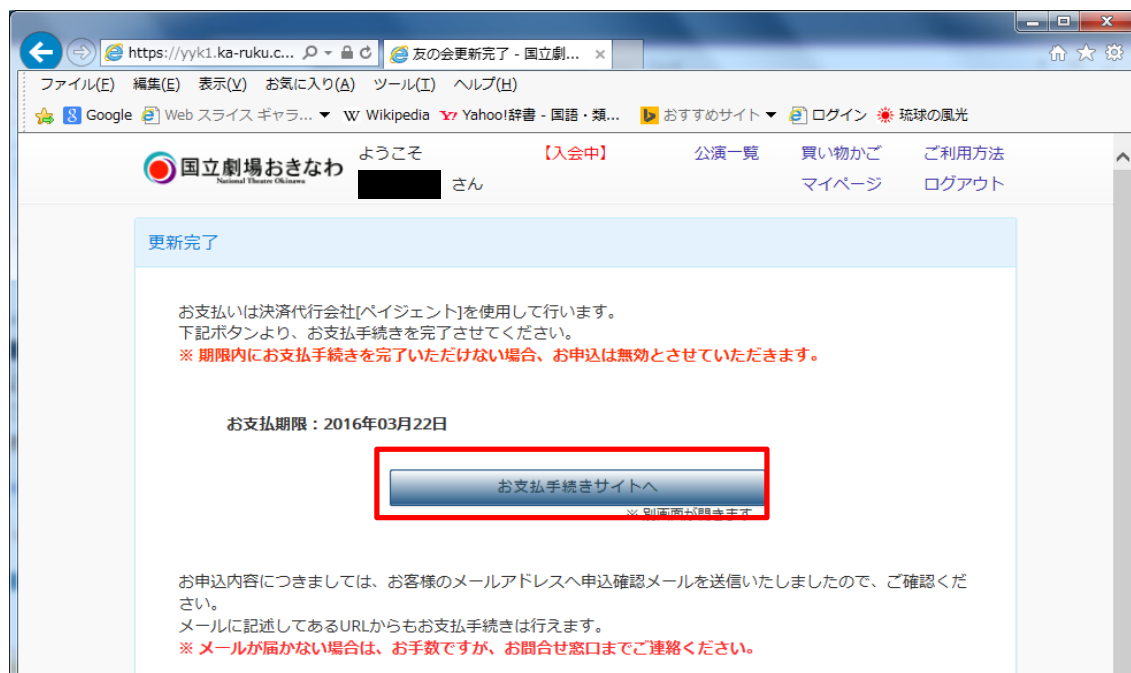 https://yyk1.ka-ruku.c...
友の会更新完了 - 国立劇...
ファイル(F) 編集(E) 表示(V) お気に入り(A) ツール(T) ヘルプ(H)
Google Web スライス ギャラ... Wikipedia Yahoo!辞書 - 国語・類... おすすめサイト ログイン 琉球の風光
国立劇場おきなわ
National Theatre Okinawa
ようこそ 【入会中】 公演一覧 買い物かご ご利用方法
さん マイページ ログアウト
更新完了
お支払いは決済代行会社[ペイジェント]を使用して行います。
下記ボタンより、お支払手続きを完了させてください。
※ 期限内にお支払手続きを完了いただけない場合、お申込は無効とさせていただきます。
お支払期限：2016年03月22日
お支払手続きサイトへ
※ 別画面が開きます
お申込内容につきましては、お客様のメールアドレスへ申込確認メールを送信いたしましたので、ご確認くだ
さい。
メールに記述してあるURLからもお支払手続きは行えます。
※ メールが届かない場合は、お手数ですが、お問合せ窓口までご連絡ください。